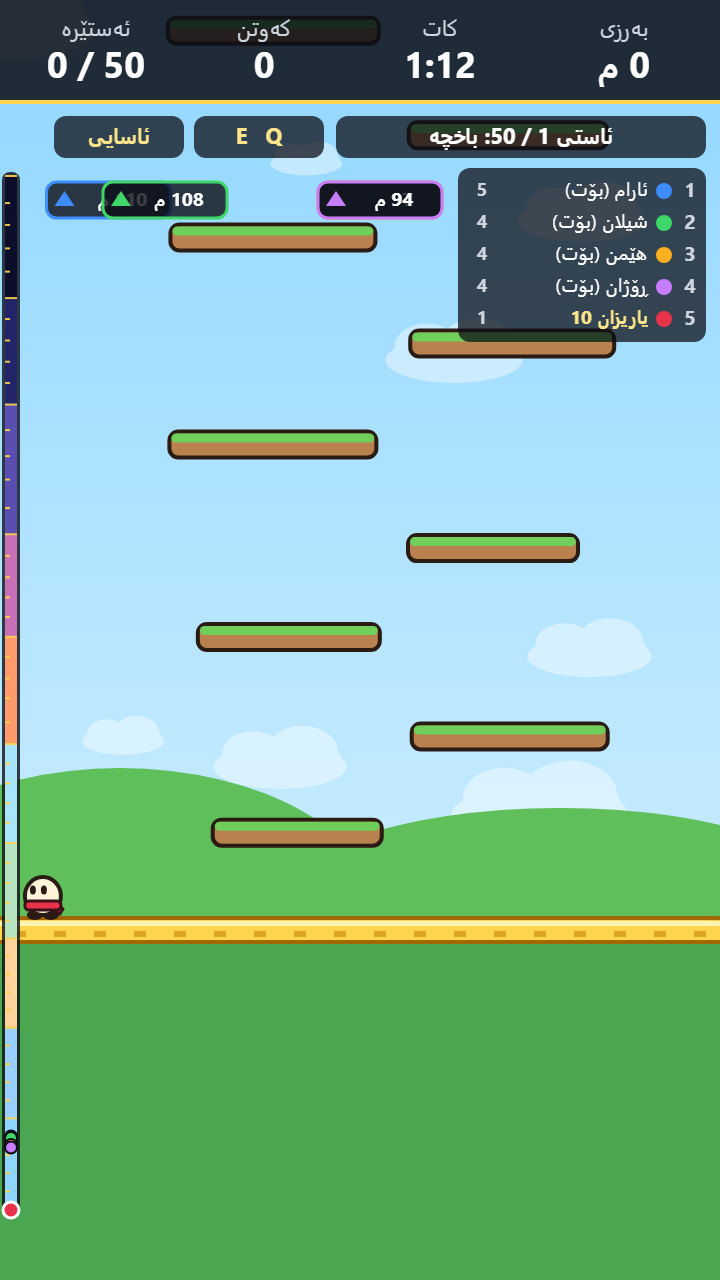 بەرزی
0 م
کات
1:12
کەوتن
0
ئەستێرە
0 / 50
ئاستی 1 / 50: باخچە
E Q
ئاسایی
1 ئارام (بۆت) 5
2 شیلان (بۆت) 4
3 هێمن (بۆت) 4
4 ڕۆژان (بۆت) 4
5 یاریزان 10 1
94 م
108 م